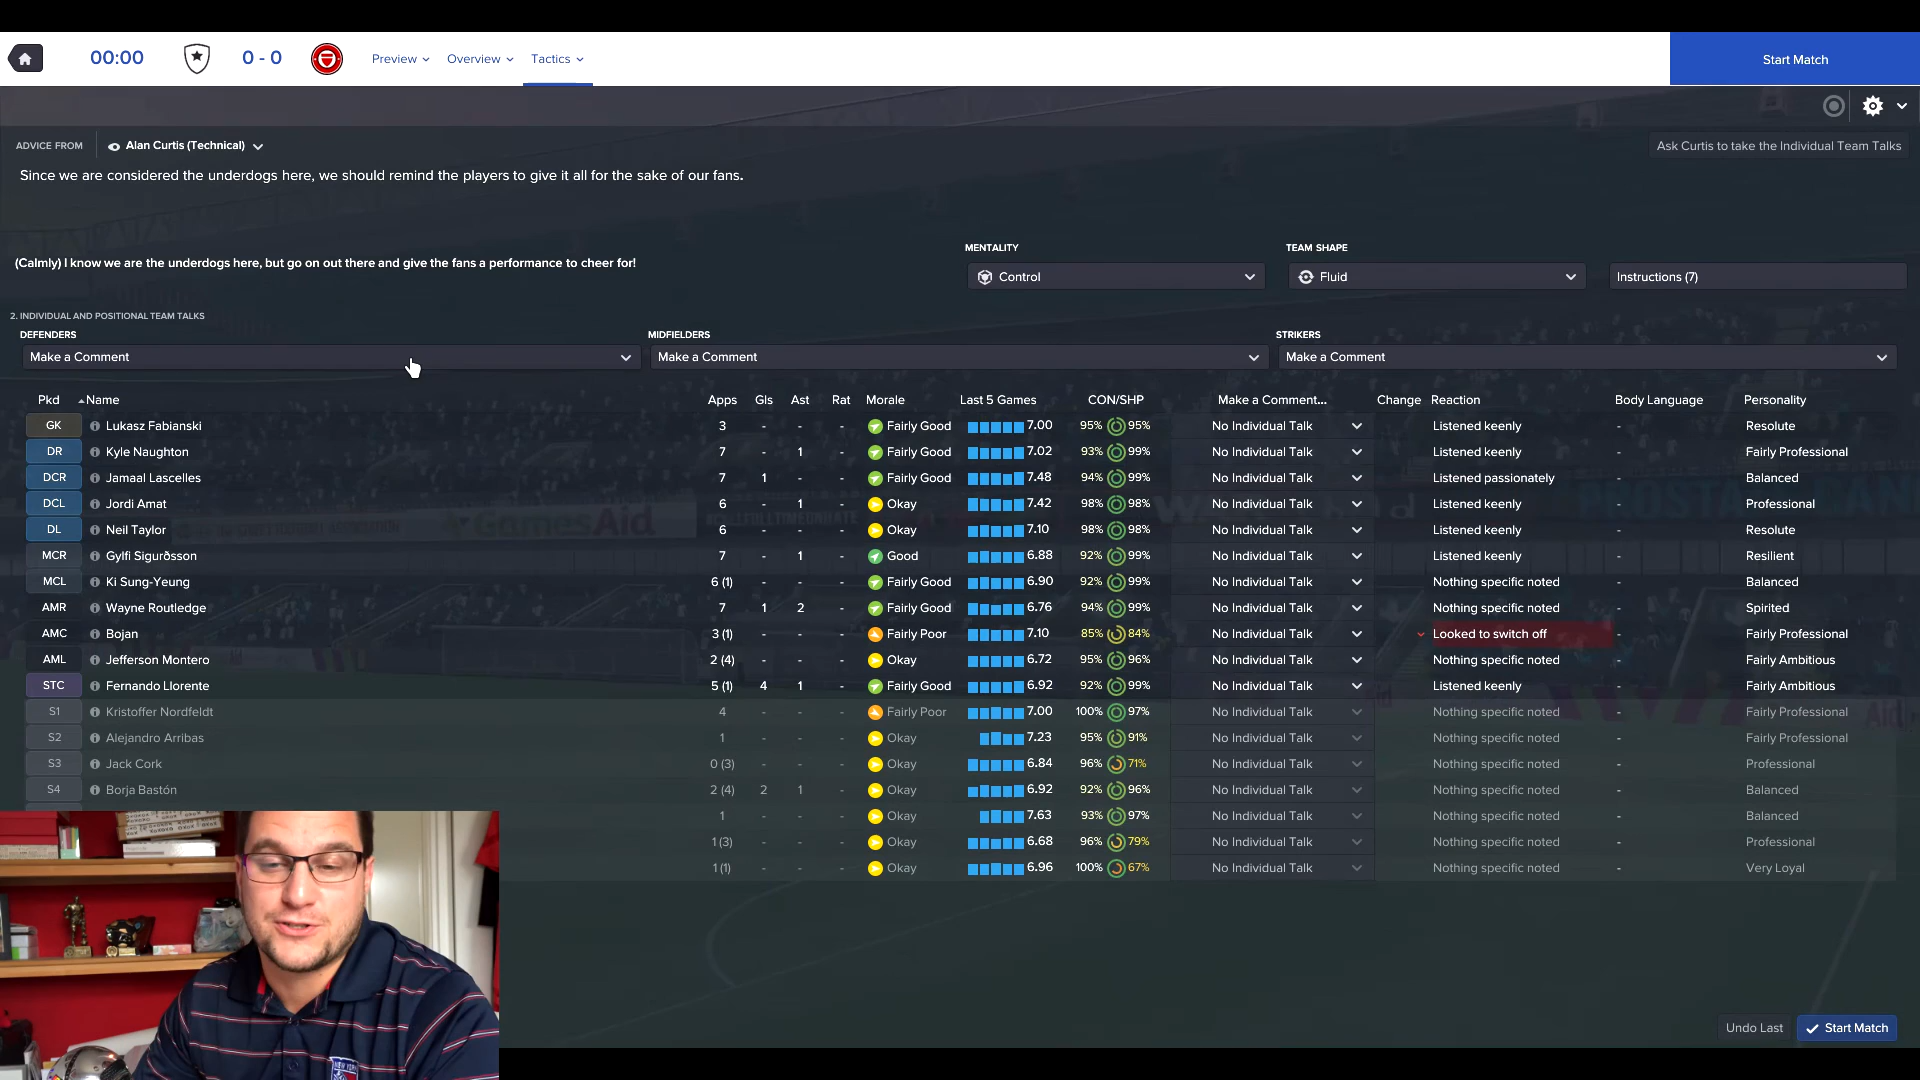 00:00 0 - 0 Preview Overview Tactics Start Match
ADVICE FROM Alan Curtis (Technical) Ask Curtis to take the Individual Team Talks
Since we are considered the underdogs here, we should remind the players to give it all for the sake of our fans.
MENTALITY TEAM SHAPE
(Calmly) I know we are the underdogs here, but go on out there and give the fans a performance to cheer for!
Control Fluid Instructions (7)
2. INDIVIDUAL AND POSITIONAL TEAM TALKS
DEFENDERS MIDFIELDERS STRIKERS
Make a Comment Make a Comment Make a Comment
Pkd Name Apps Gls Ast Rat Morale Last 5 Games CON/SHP Make a Comment... Change Reaction Body Language Personality
GK Lukasz Fabianski 3 - - - Fairly Good 7.00 95% 95% No Individual Talk Listened keenly - Resolute
DR Kyle Naughton 7 - 1 - Fairly Good 7.02 93% 99% No Individual Talk Listened keenly - Fairly Professional
DCR Jamaal Lascelles 7 1 - - Fairly Good 7.48 94% 99% No Individual Talk Listened passionately - Balanced
DCL Jordi Amat 6 - 1 - Okay 7.42 98% 98% No Individual Talk Listened keenly - Professional
DL Neil Taylor 6 - - - Okay 7.10 98% 98% No Individual Talk Listened keenly - Resolute
MCR Gylfi Sigurðsson 7 - 1 - Good 6.88 92% 99% No Individual Talk Listened keenly - Resilient
MCL Ki Sung-Yeung 6 (1) - - - Fairly Good 6.90 92% 99% No Individual Talk Nothing specific noted - Balanced
AMR Wayne Routledge 7 1 2 - Fairly Good 6.76 94% 99% No Individual Talk Nothing specific noted - Spirited
AMC Bojan 3 (1) - - - Fairly Poor 7.10 85% 84% No Individual Talk Looked to switch off - Fairly Professional
AML Jefferson Montero 2 (4) - - - Okay 6.72 95% 96% No Individual Talk Nothing specific noted - Fairly Ambitious
STC Fernando Llorente 5 (1) 4 1 - Fairly Good 6.92 92% 99% No Individual Talk Listened keenly - Fairly Ambitious
S1 Kristoffer Nordfeldt 4 - - - Fairly Poor 7.00 100% 97% No Individual Talk Nothing specific noted - Fairly Professional
S2 Alejandro Arribas 1 - - - Okay 7.23 95% 91% No Individual Talk Nothing specific noted - Fairly Professional
S3 Jack Cork 0 (3) - - - Okay 6.84 96% 71% No Individual Talk Nothing specific noted - Professional
S4 Borja Bastón 2 (4) 2 1 - Okay 6.92 92% 96% No Individual Talk Nothing specific noted - Balanced
1 - - - Okay 7.63 93% 97% No Individual Talk Nothing specific noted - Balanced
1 (3) - - - Okay 6.68 96% 79% No Individual Talk Nothing specific noted - Professional
1 (1) - - - Okay 6.96 100% 67% No Individual Talk Nothing specific noted - Very Loyal
Undo Last Start Match
NEW YORK